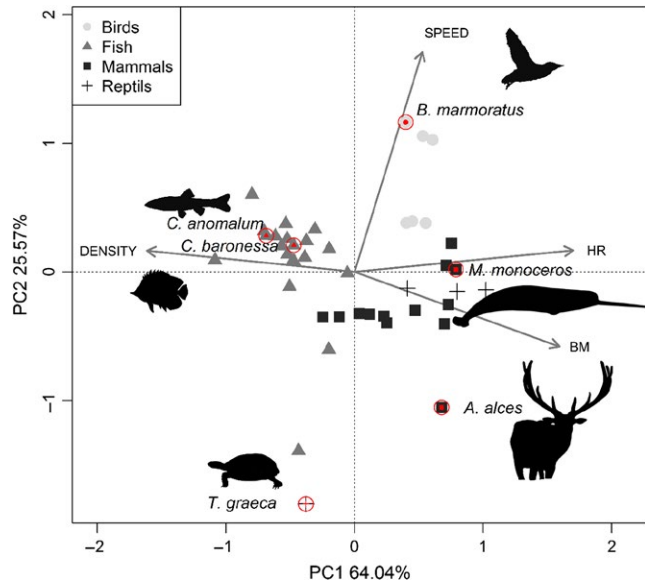 Birds
Fish
Mammals
Reptils
SPEED
B. marmoratus
C. anomalum
C. baronessa
DENSITY
HR
M. monoceros
BM
A. alces
T. graeca
PC2 25.57%
2
1
0
−1
−2
−1
0
1
2
PC1 64.04%